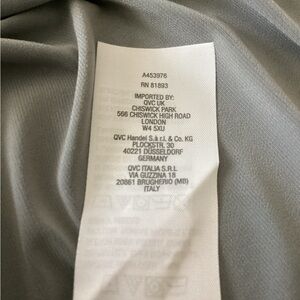 A453976
RN 81893
IMPORTED BY:
QVC UK
CHISWICK PARK
566 CHISWICK HIGH ROAD
LONDON
W4 5XU
QVC Handel S.à r.l. & Co. KG
PLOCKSTR. 30
40221 DÜSSELDORF
GERMANY
QVC ITALIA S.R.L
VIA GUZZINA 18
20861 BRUGHERIO (MB)
ITALY